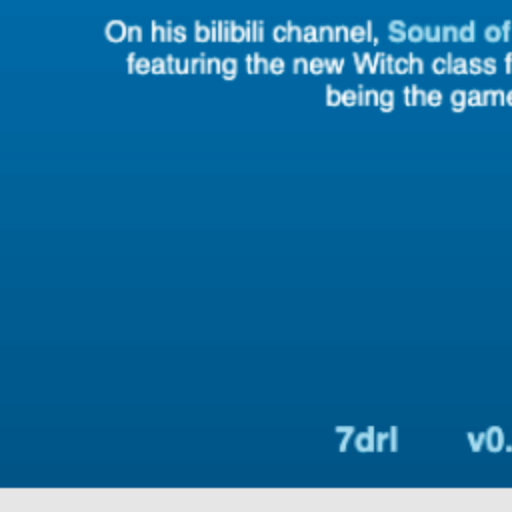 On his bilibili channel, Sound of
featuring the new Witch class f
being the game
7drl v0.